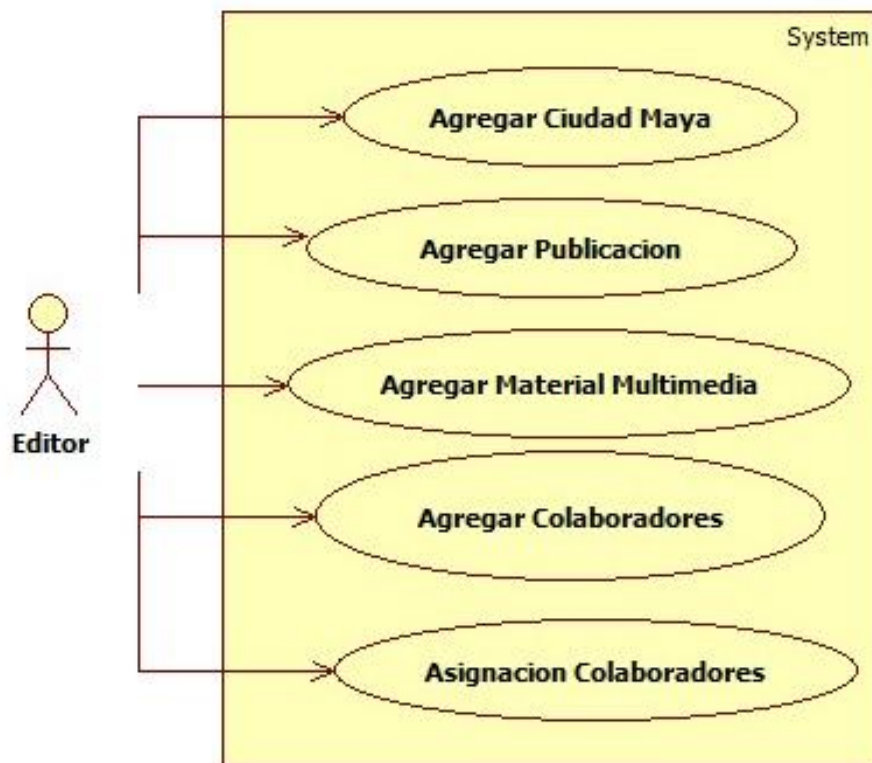 System
Agregar Ciudad Maya
Agregar Publicacion
Agregar Material Multimedia
Editor
Agregar Colaboradores
Asignacion Colaboradores